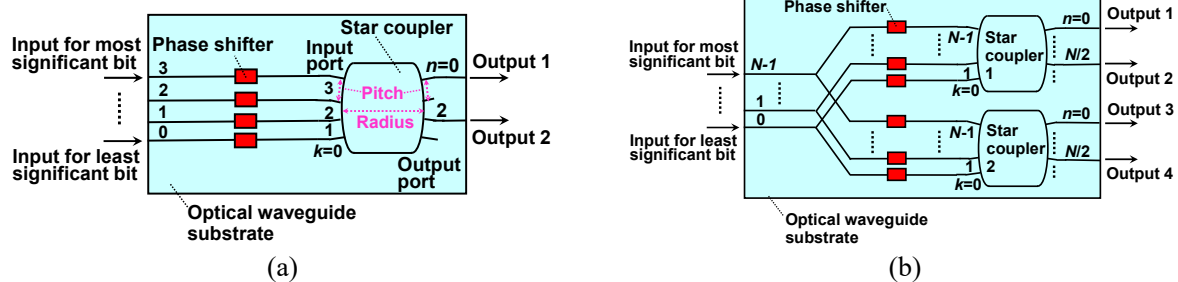 Input for most
significant bit
Phase shifter
Star coupler
Input
port
3
2
1
0
3
2
1
k=0
Pitch
Radius
n=0
2
Output 1
Output 2
Input for least
significant bit
Output
port
Optical waveguide
substrate
(a)
Phase shifter
Input for most
significant bit
N-1
1
0
Input for least
significant bit
N-1
1
k=0
Star
coupler
1
n=0
N/2
Output 1
Output 2
N-1
1
k=0
Star
coupler
2
n=0
N/2
Output 3
Output 4
Optical waveguide
substrate
(b)